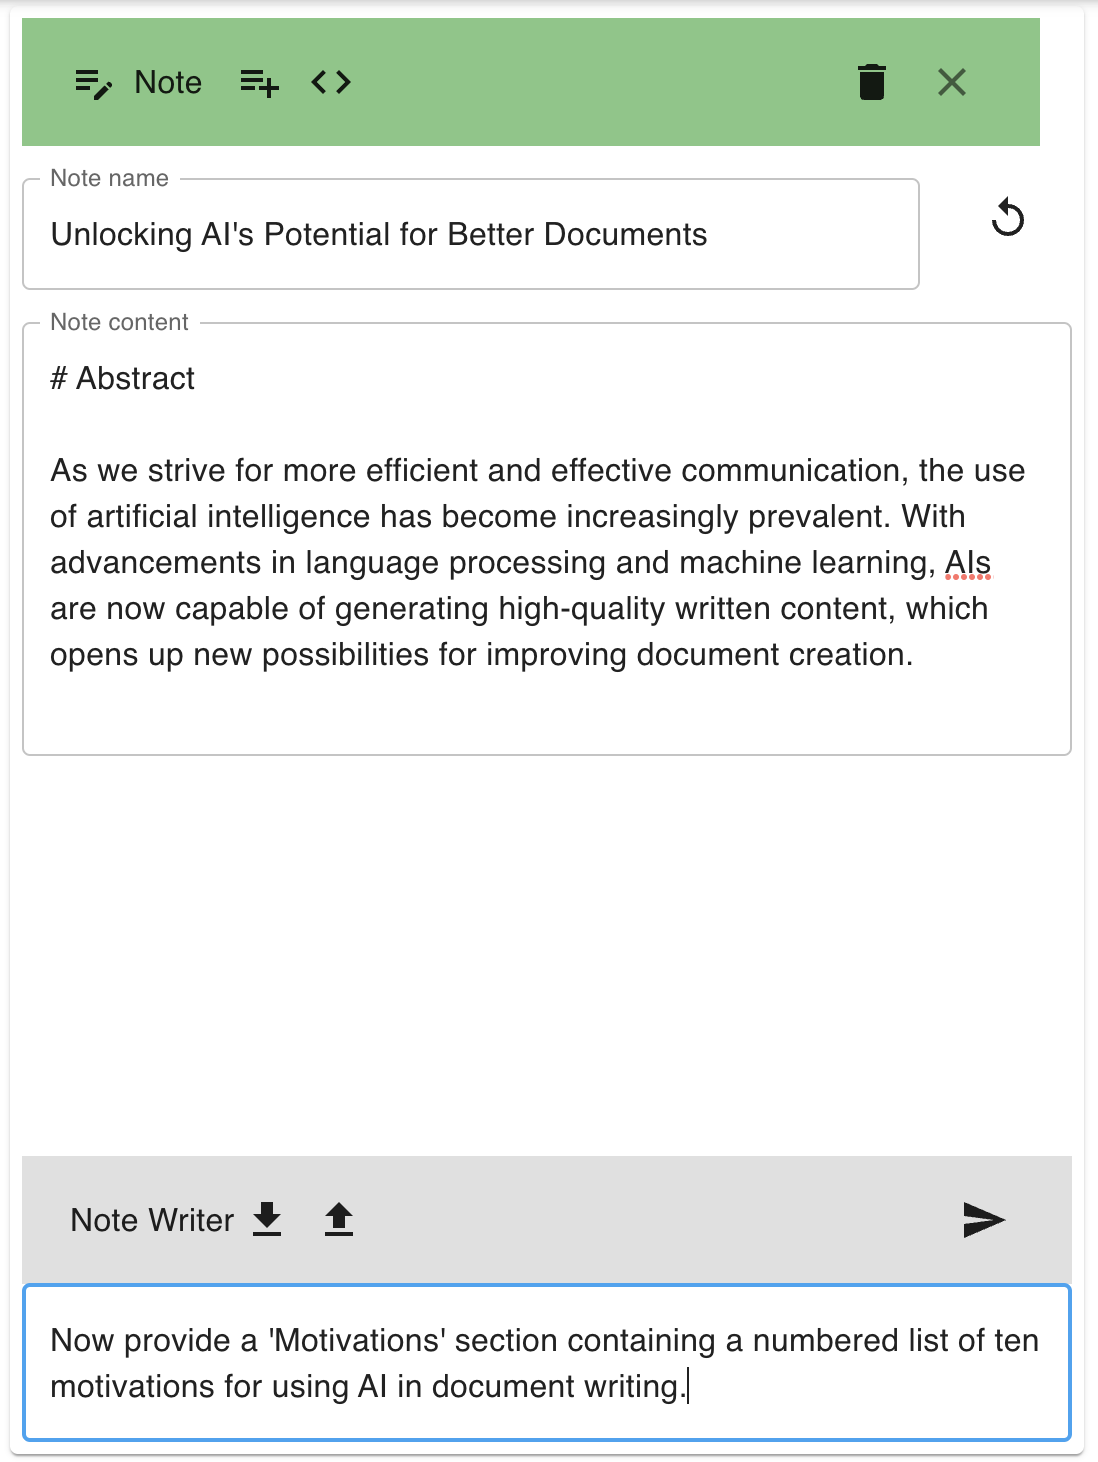 Note
Note name
Unlocking AI's Potential for Better Documents
Note content
# Abstract
As we strive for more efficient and effective communication, the use
of artificial intelligence has become increasingly prevalent. With
advancements in language processing and machine learning, AIs
are now capable of generating high-quality written content, which
opens up new possibilities for improving document creation.
Note Writer
Now provide a 'Motivations' section containing a numbered list of ten
motivations for using AI in document writing.